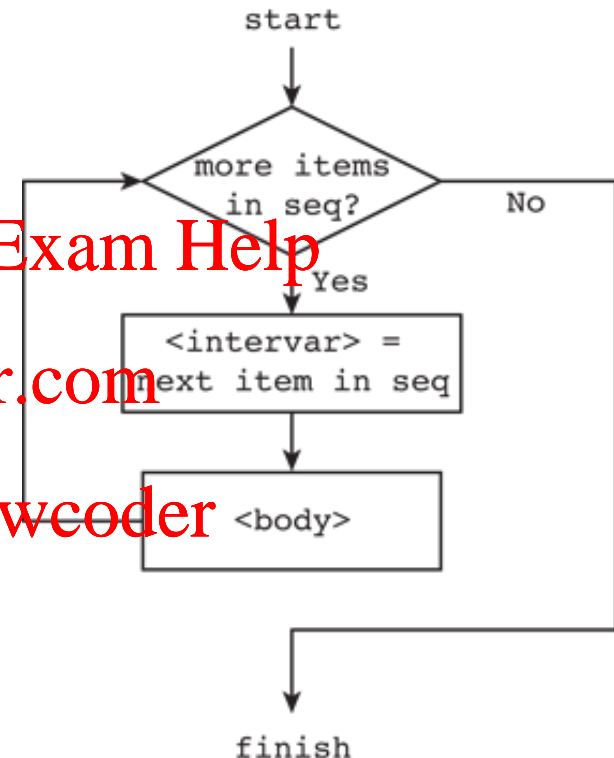 start
more items
in seq?
No
Exam Help
Yes
<intervar> =
r.com
next item in seq
wcoder
<body>
finish